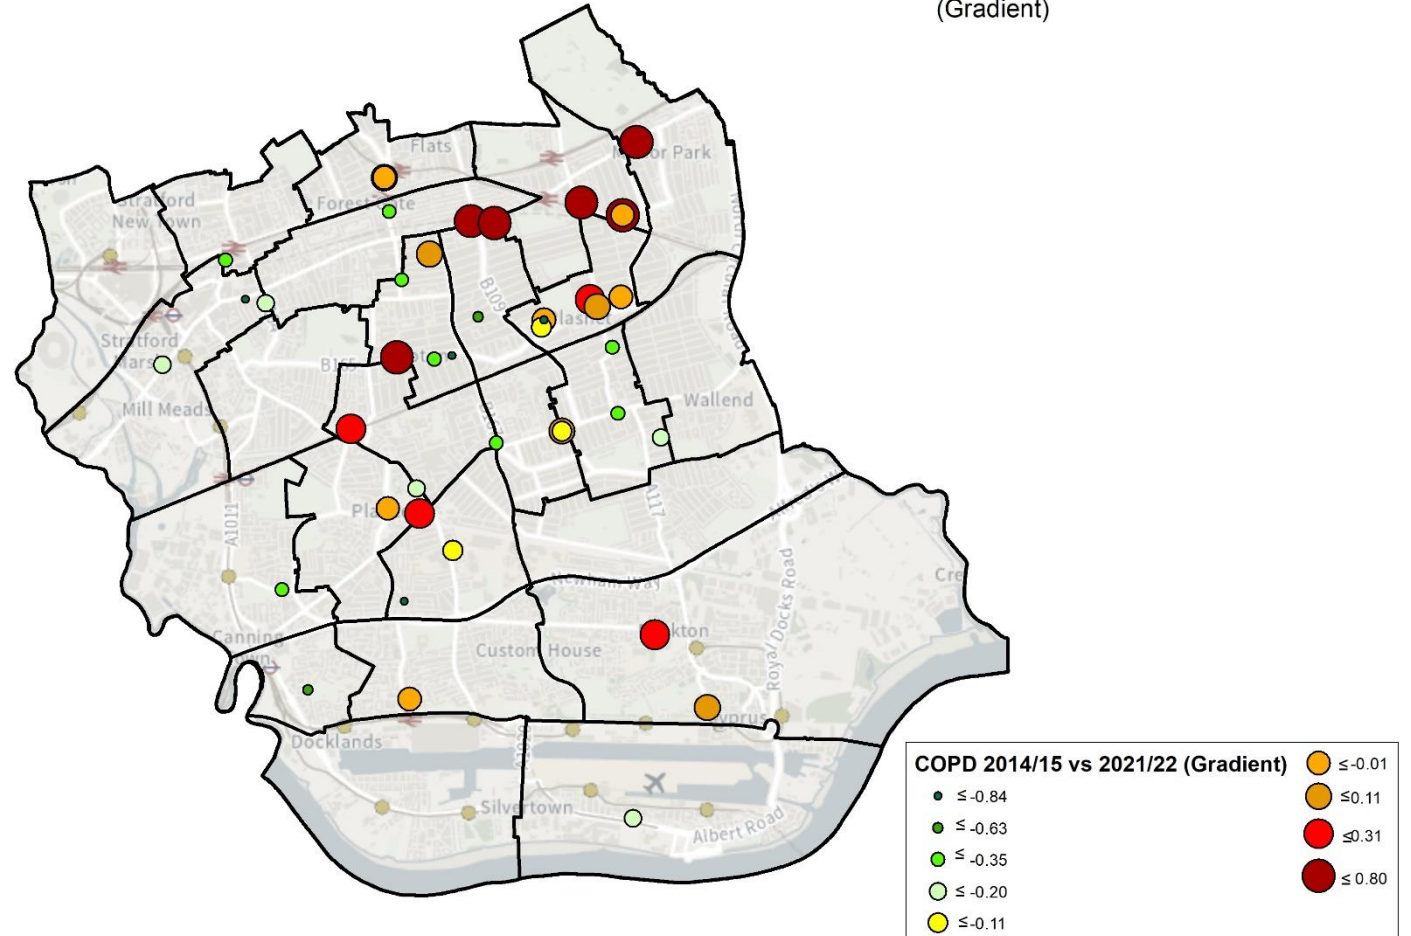 (Gradient)
Flats
Park
Stratford
New Town
Forest Gate
B109
Plashet
Stratford
Marsh
B165
Mill Meads
Wallend
A1011
A117
Newham Way
Royal Docks Road
Canning
Town
Custom House
Docklands
Silvertown
Albert Road
COPD 2014/15 vs 2021/22 (Gradient)
≤ -0.84
≤ -0.63
≤ -0.35
≤ -0.20
≤ -0.11
≤ -0.01
≤ 0.11
≤ 0.31
≤ 0.80